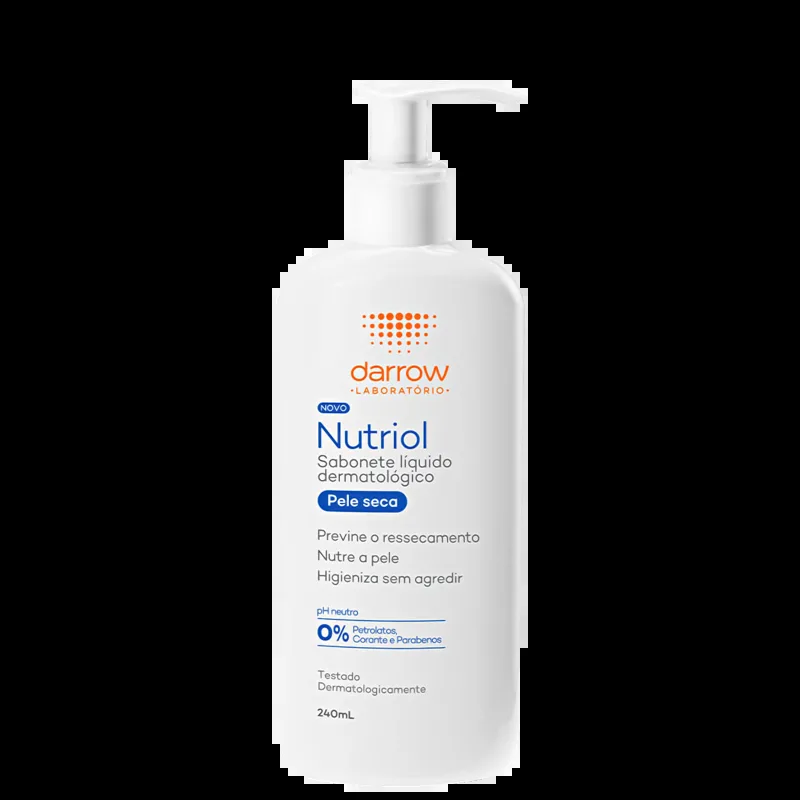 darrow
•LABORATÓRIO•
NOVO
Nutriol
Sabonete líquido
dermatológico
Pele seca
Previne o ressecamento
Nutre a pele
Higieniza sem agredir
pH neutro
0% Petrolatos,
Corante e Parabenos
Testado
Dermatologicamente
240mL